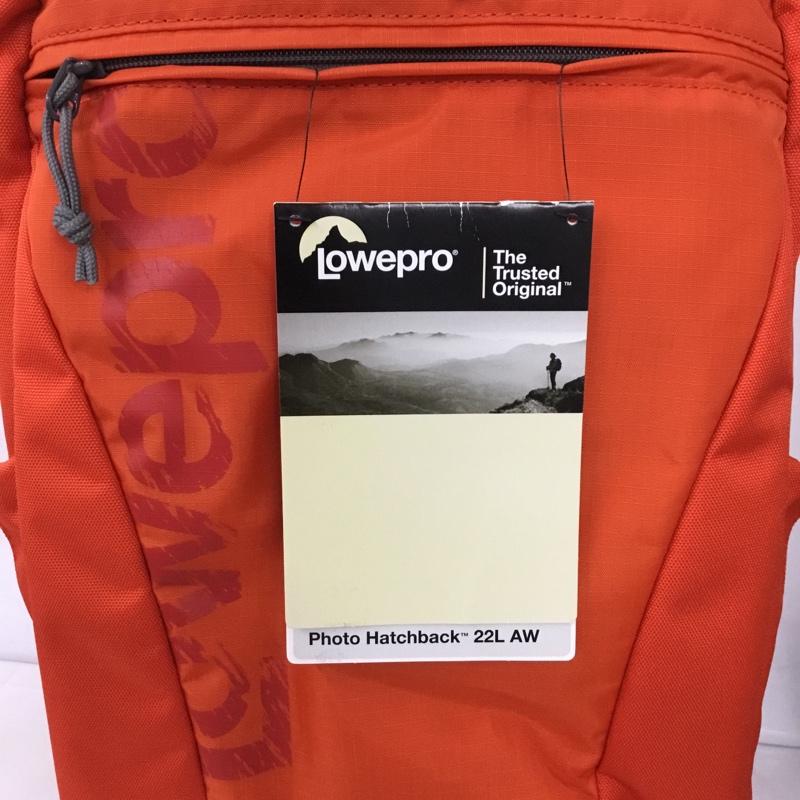 Lowepro®
The
Trusted
Original™
Photo Hatchback™ 22L AW
Lowepro